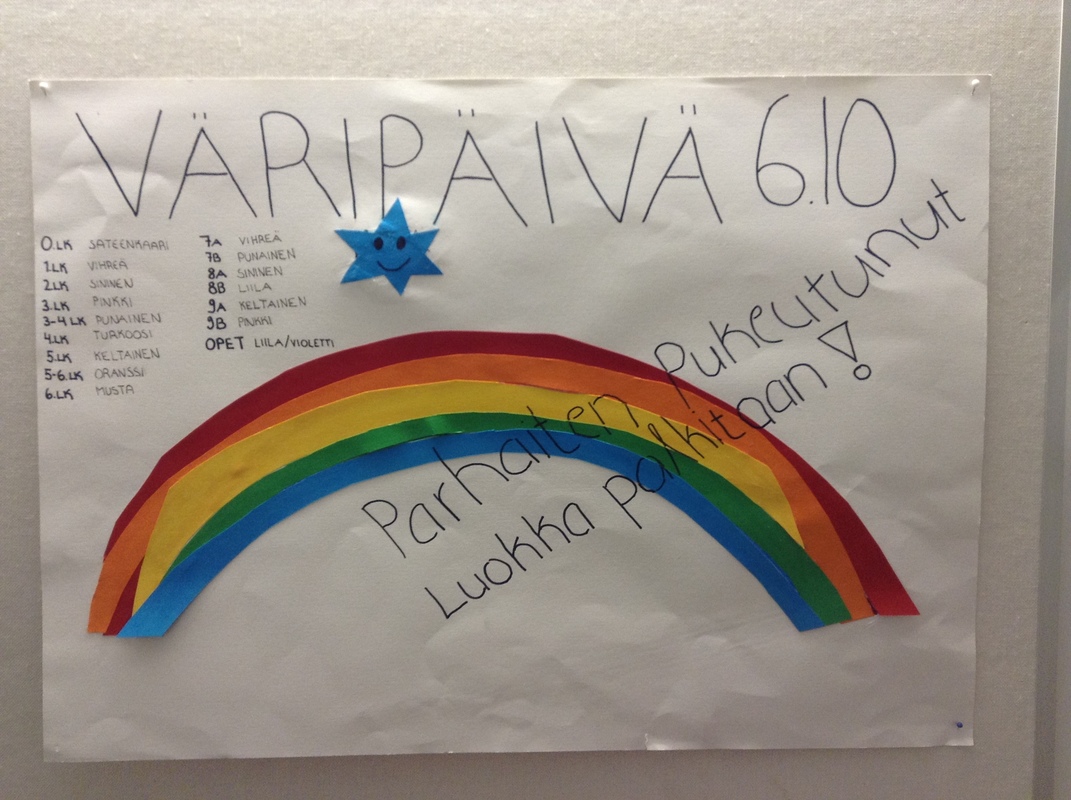 VÄRIPÄIVÄ 6.10
0.LK SATEENKAARI
1.LK VIHREÄ
2.LK SININEN
3.LK PINKKI
3-4 LK PUNAINEN
4.LK TURKOOSI
5.LK KELTAINEN
5-6.LK ORANSSI
6.LK MUSTA
7A VIHREÄ
7B PUNAINEN
8A SININEN
8B LIILA
9A KELTAINEN
9B PINKKI
OPET LIILA/VIOLETTI
Parhaiten Pukeutunut
Luokka palkitaan!